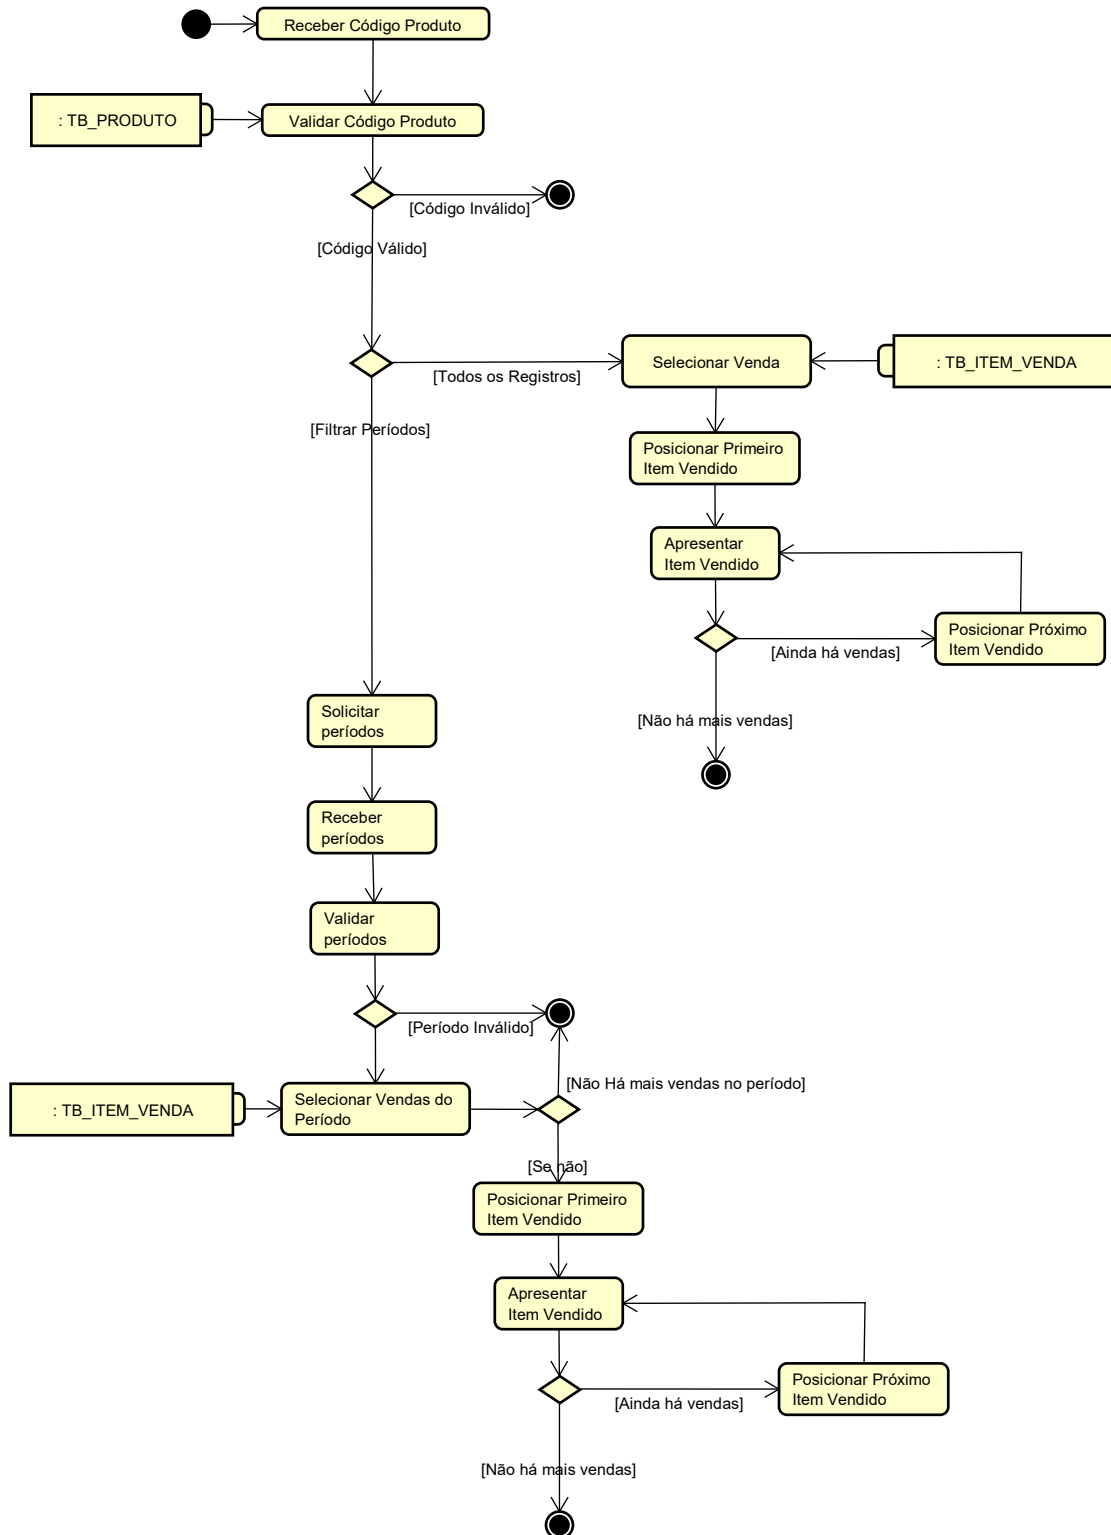 Receber Código Produto
: TB_PRODUTO
Validar Código Produto
[Código Inválido]
[Código Válido]
[Todos os Registros]
Selecionar Venda
: TB_ITEM_VENDA
[Filtrar Períodos]
Posicionar Primeiro
Item Vendido
Apresentar
Item Vendido
[Ainda há vendas]
Posicionar Próximo
Item Vendido
[Não há mais vendas]
Solicitar
períodos
Receber
períodos
Validar
períodos
[Período Inválido]
: TB_ITEM_VENDA
Selecionar Vendas do
Período
[Não Há mais vendas no período]
[Se não]
Posicionar Primeiro
Item Vendido
Apresentar
Item Vendido
[Ainda há vendas]
Posicionar Próximo
Item Vendido
[Não há mais vendas]